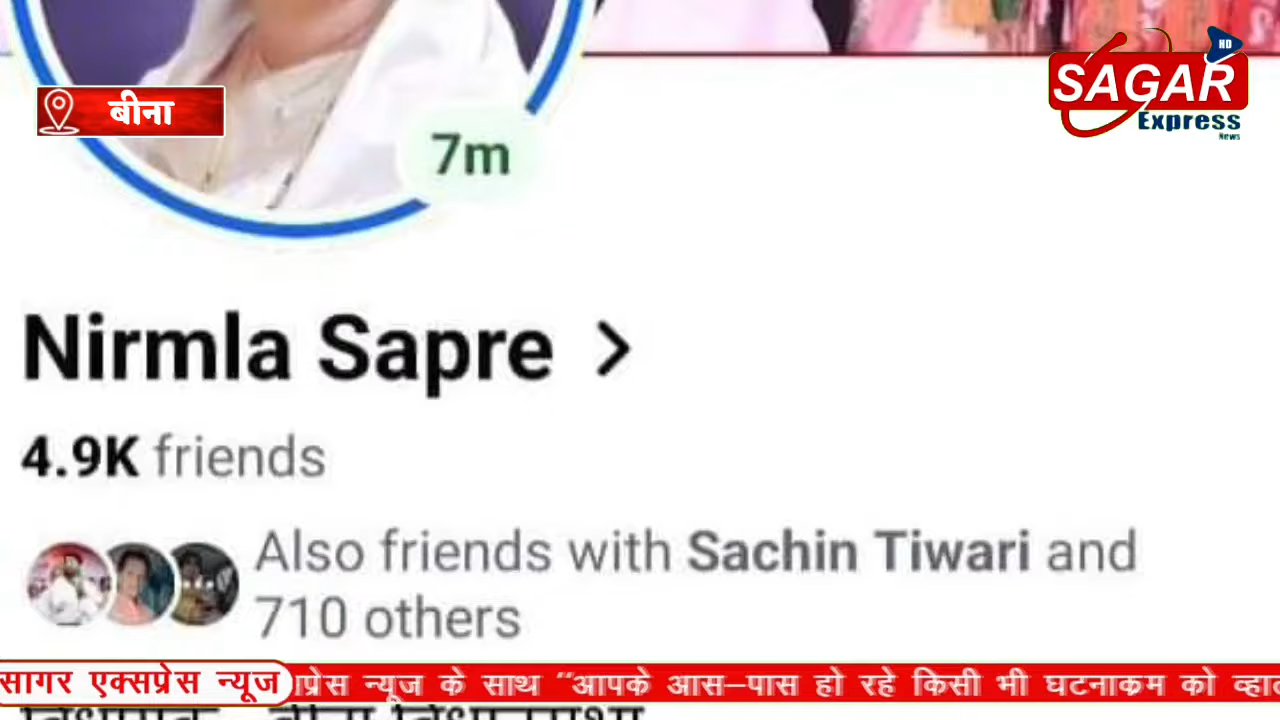 HD
SAGAR
Express
News
बीना
7m
Nirmla Sapre
4.9K friends
Also friends with Sachin Tiwari and
710 others
सागर एक्सप्रेस न्यूज
प्रेस न्यूज के साथ "आपके आस-पास हो रहे किसी भी घटनाक्रम को